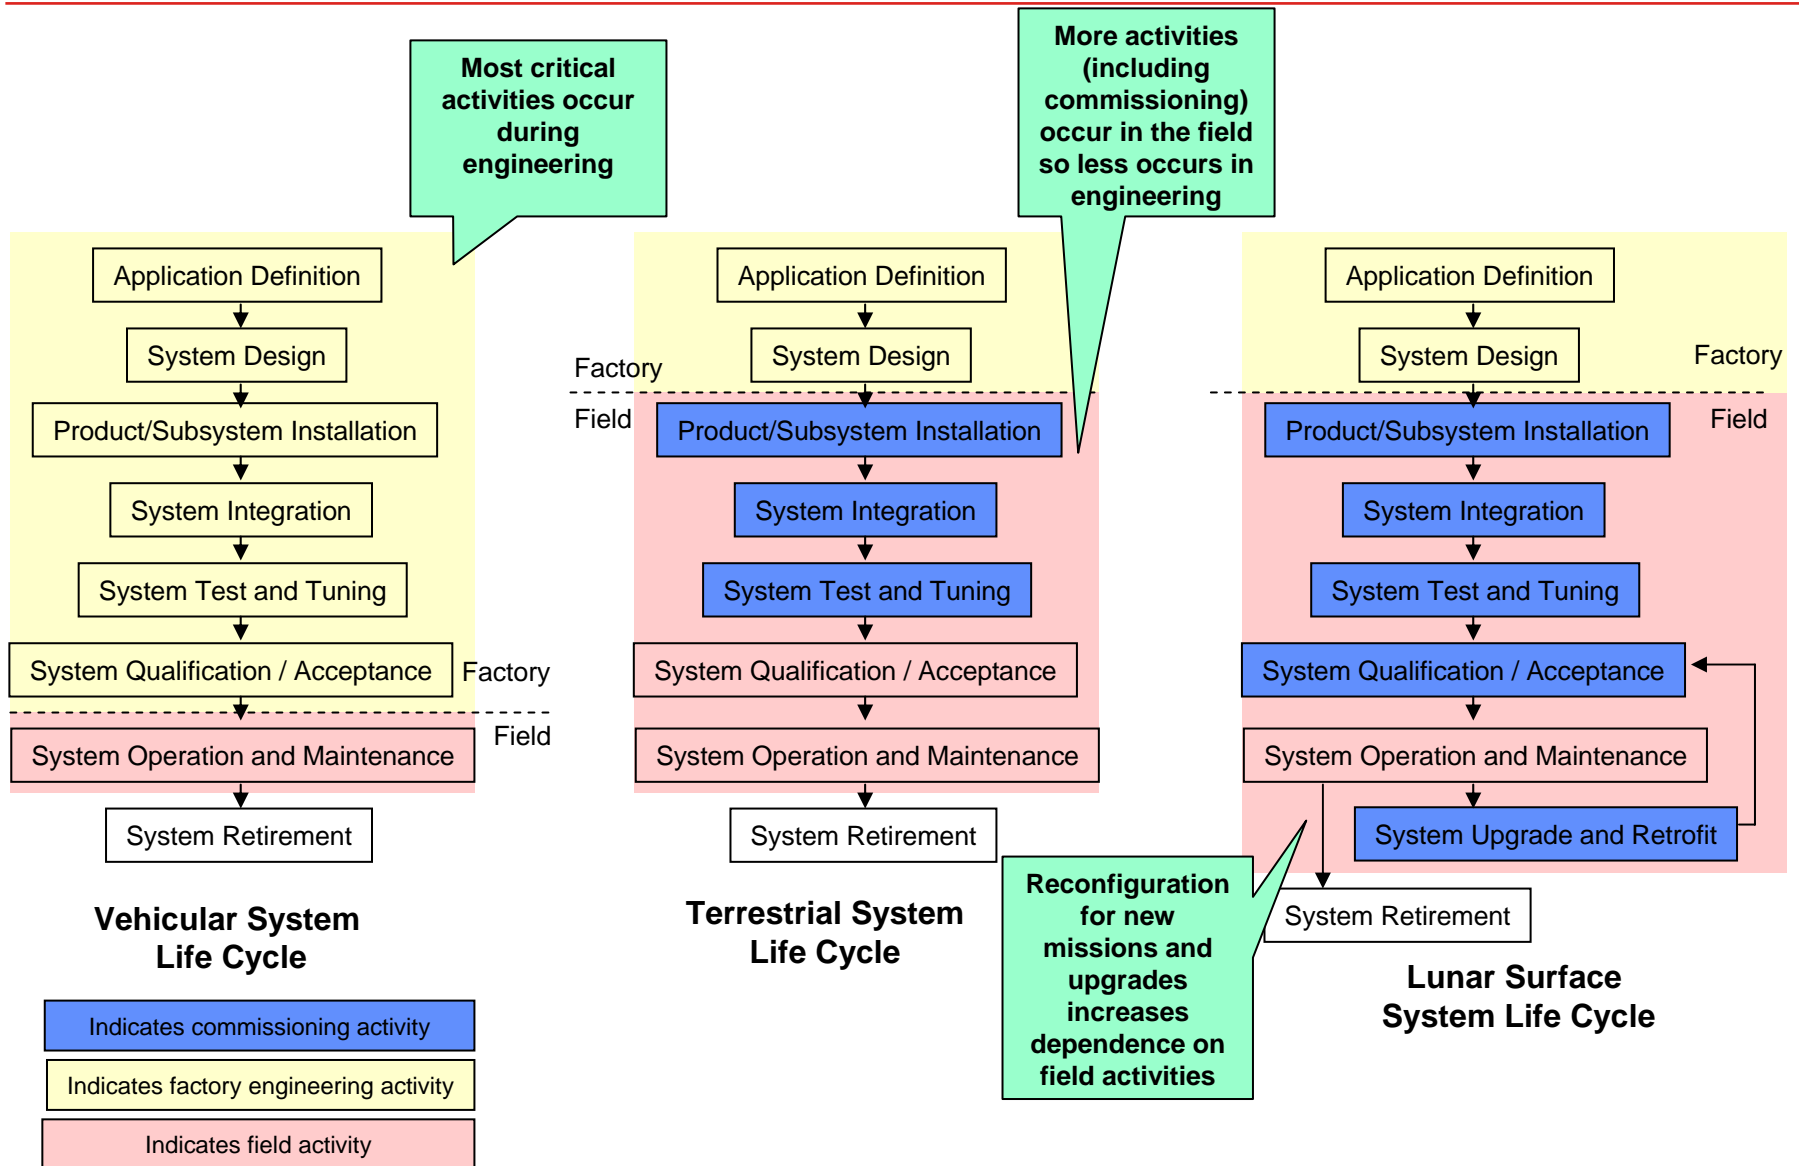 Most critical
activities occur
during
engineering
More activities
(including
commissioning)
occur in the field
so less occurs in
engineering
Application Definition
System Design
Product/Subsystem Installation
System Integration
System Test and Tuning
System Qualification / Acceptance
Factory
Field
System Operation and Maintenance
System Retirement
Vehicular System
Life Cycle
Indicates commissioning activity
Indicates factory engineering activity
Indicates field activity
Application Definition
System Design
Factory
Field
Product/Subsystem Installation
System Integration
System Test and Tuning
System Qualification / Acceptance
System Operation and Maintenance
System Retirement
Terrestrial System
Life Cycle
Application Definition
System Design
Factory
Field
Product/Subsystem Installation
System Integration
System Test and Tuning
System Qualification / Acceptance
System Operation and Maintenance
System Upgrade and Retrofit
Reconfiguration
for new
missions and
upgrades
increases
dependence on
field activities
System Retirement
Lunar Surface
System Life Cycle